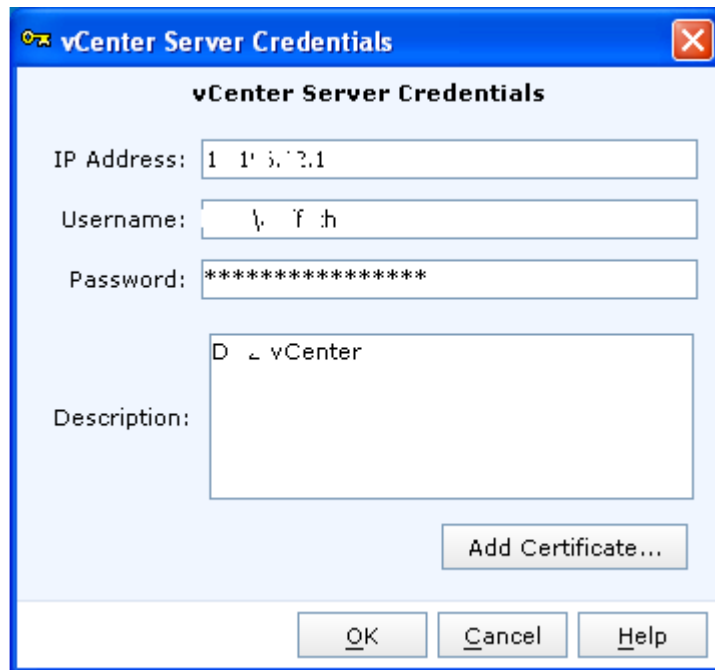 vCenter Server Credentials
vCenter Server Credentials
IP Address:
Username:
Password: ****************
Description: vCenter
Add Certificate...
OK Cancel Help